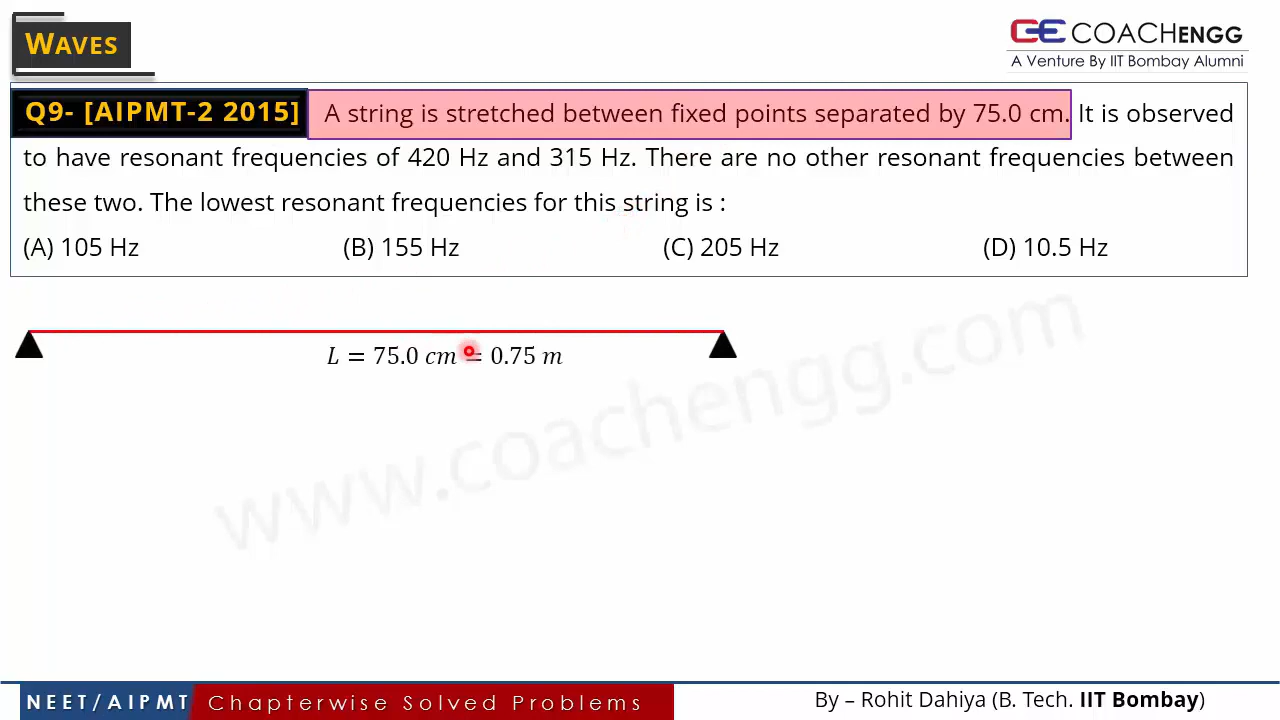 WAVES
CE COACHENGG
A Venture By IIT Bombay Alumni
Q9- [AIPMT-2 2015] A string is stretched between fixed points separated by 75.0 cm. It is observed
to have resonant frequencies of 420 Hz and 315 Hz. There are no other resonant frequencies between
these two. The lowest resonant frequencies for this string is :
(A) 105 Hz (B) 155 Hz (C) 205 Hz (D) 10.5 Hz
L = 75.0 cm = 0.75 m
www.coachengg.com
NEET/AIPMT Chapterwise Solved Problems By – Rohit Dahiya (B. Tech. IIT Bombay)